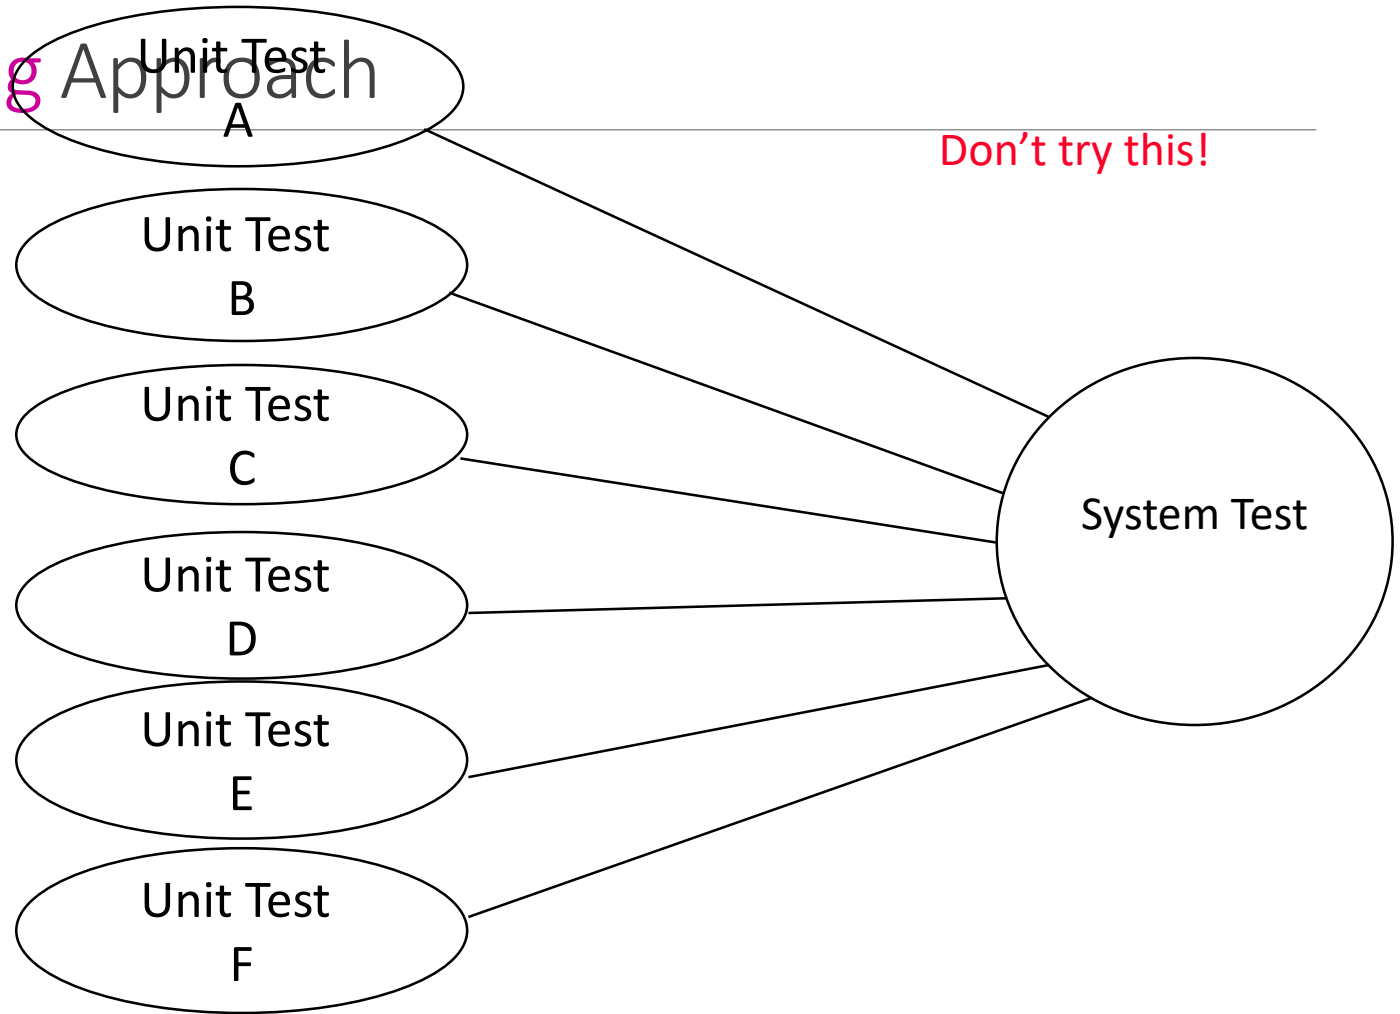 g Approach
Unit Test
A
Don't try this!
Unit Test
B
Unit Test
C
System Test
Unit Test
D
Unit Test
E
Unit Test
F